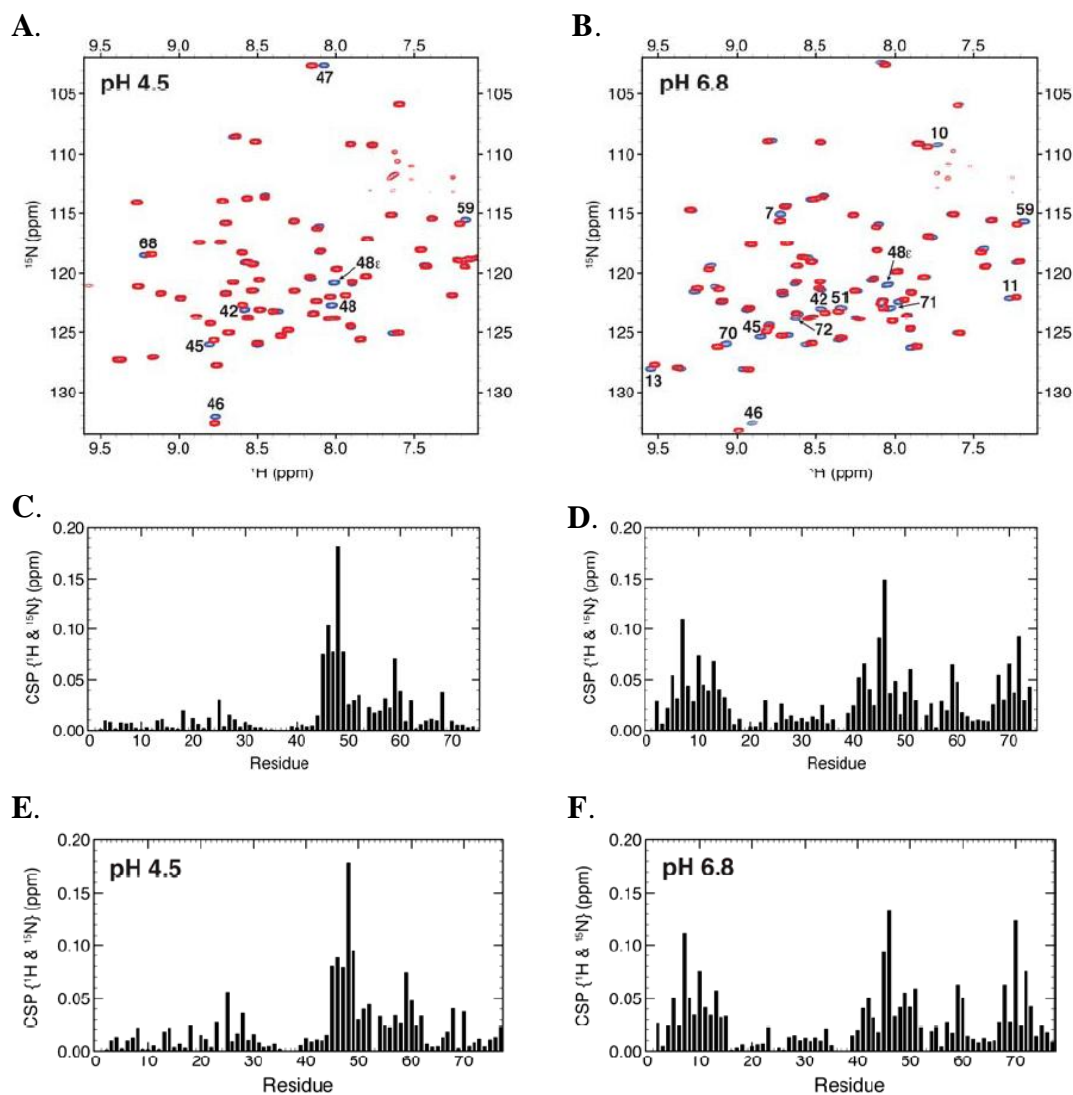 A.
B.
9.5 9.0 8.5 8.0 7.5
9.5 9.0 8.5 8.0 7.5
pH 4.5
pH 6.8
47
59
68
48ε
42
48
45
46
10
7
59
48ε
11
42 51
71
70
45
72
13
46
105
110
115
120
125
130
105
110
115
120
125
130
105
110
115
120
125
130
105
110
115
120
125
130
¹⁵N (ppm)
¹⁵N (ppm)
9.5 9.0 8.5 8.0 7.5
9.5 9.0 8.5 8.0 7.5
¹H (ppm)
¹H (ppm)
C.
D.
CSP {¹H & ¹⁵N} (ppm)
0.20
0.15
0.10
0.05
0.00
0 10 20 30 40 50 60 70
Residue
CSP {¹H & ¹⁵N} (ppm)
0.20
0.15
0.10
0.05
0.00
0 10 20 30 40 50 60 70
Residue
E.
F.
pH 4.5
CSP {¹H & ¹⁵N} (ppm)
0.20
0.15
0.10
0.05
0.00
0 10 20 30 40 50 60 70
Residue
pH 6.8
CSP {¹H & ¹⁵N} (ppm)
0.20
0.15
0.10
0.05
0.00
0 10 20 30 40 50 60 70
Residue